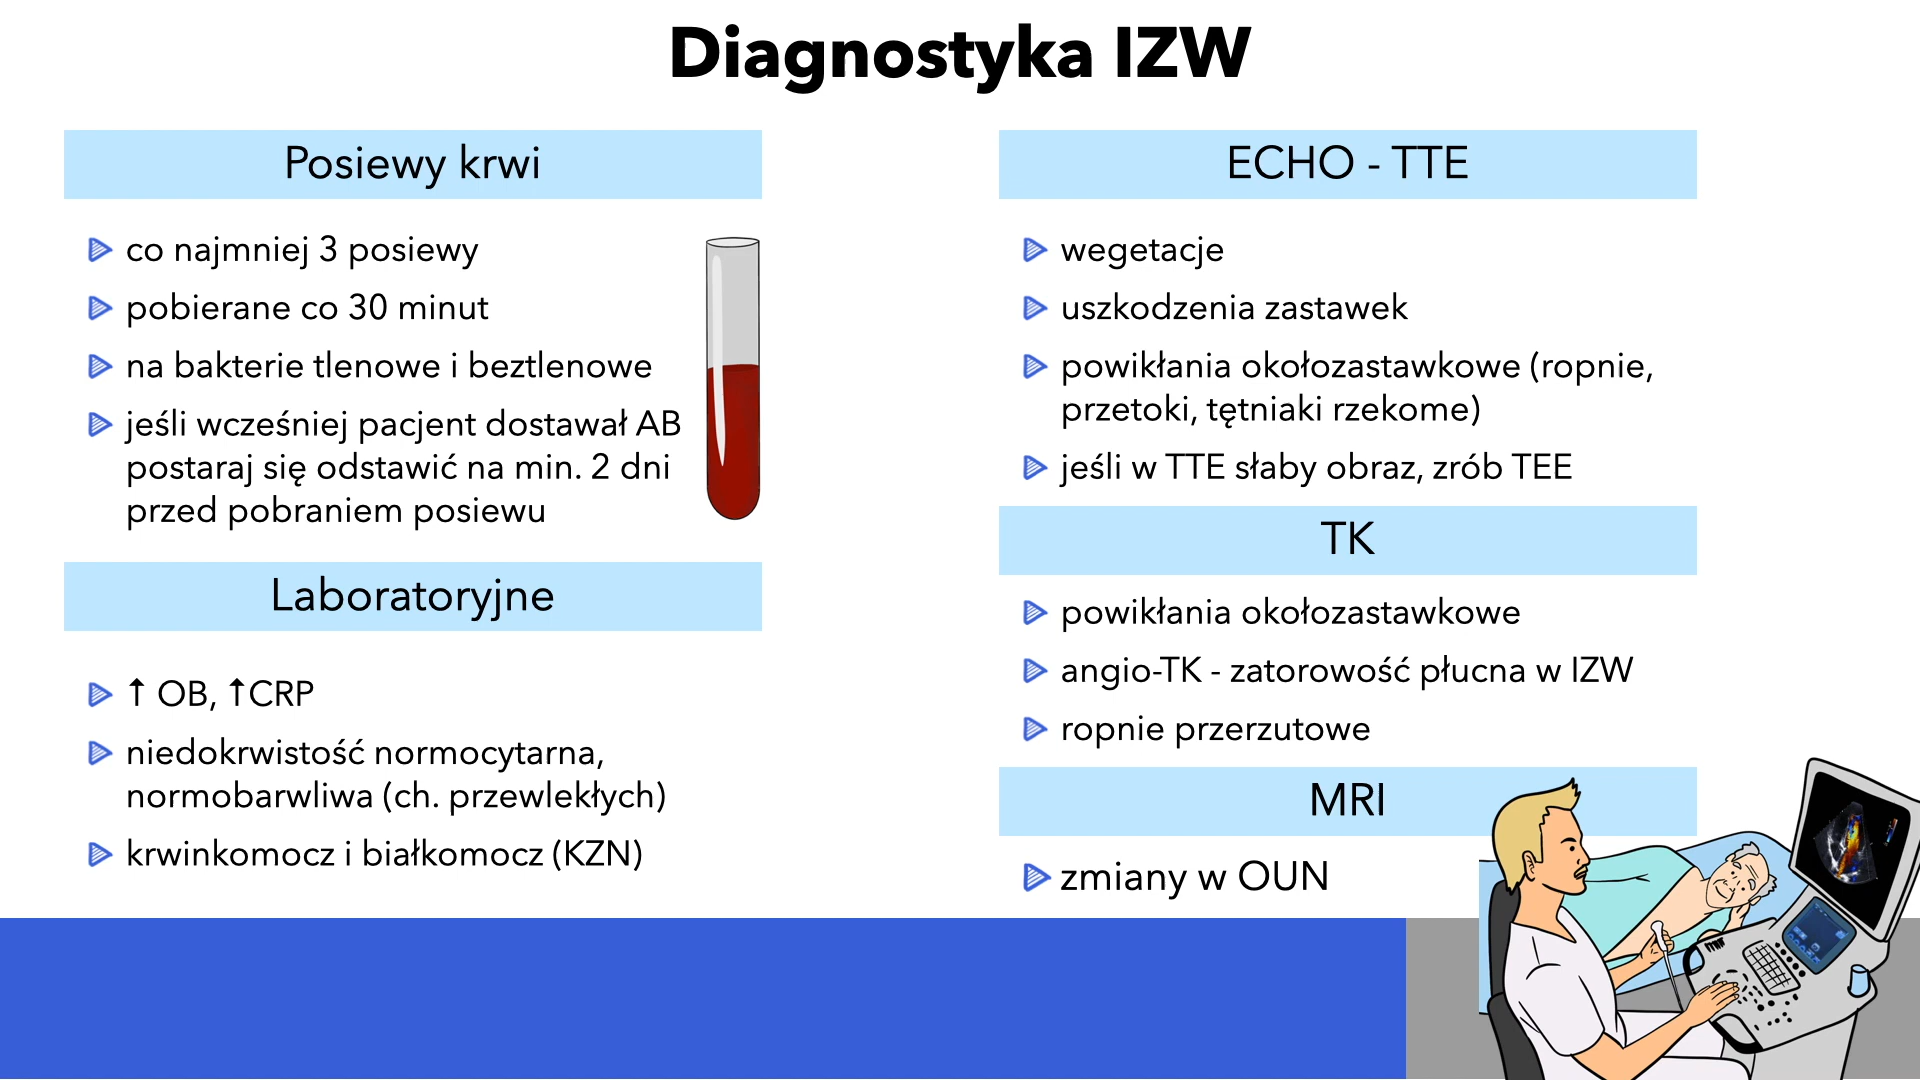 Diagnostyka IZW
Posiewy krwi
co najmniej 3 posiewy
pobierane co 30 minut
na bakterie tlenowe i beztlenowe
jeśli wcześniej pacjent dostawał AB
postaraj się odstawić na min. 2 dni
przed pobraniem posiewu
Laboratoryjne
↑ OB, ↑CRP
niedokrwistość normocytarna,
normobarwliwa (ch. przewlekłych)
krwinkomocz i białkomocz (KZN)
ECHO - TTE
wegetacje
uszkodzenia zastawek
powikłania okołozastawkowe (ropnie,
przetoki, tętniaki rzekome)
jeśli w TTE słaby obraz, zrób TEE
TK
powikłania okołozastawkowe
angio-TK - zatorowość płucna w IZW
ropnie przerzutowe
MRI
zmiany w OUN